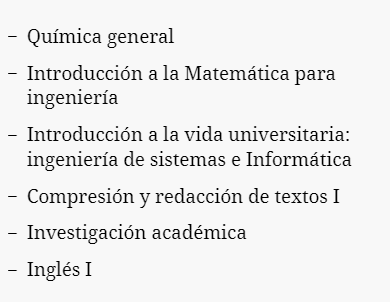 – Química general
– Introducción a la Matemática para
ingeniería
– Introducción a la vida universitaria:
ingeniería de sistemas e Informática
– Compresión y redacción de textos I
– Investigación académica
– Inglés I